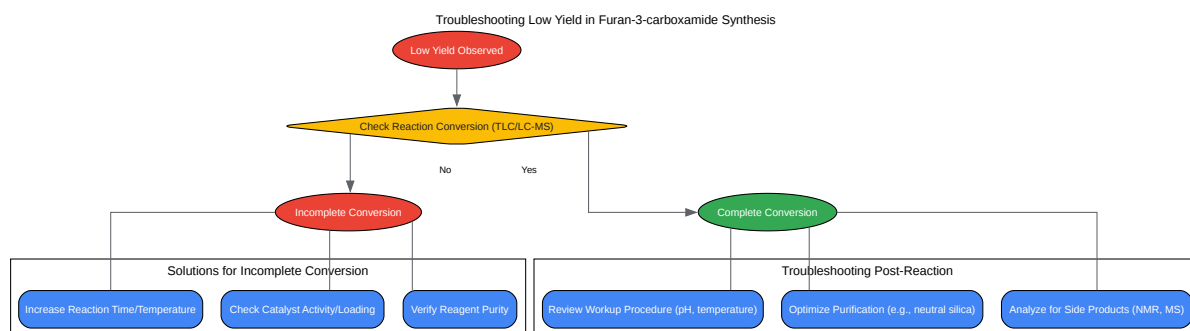 Troubleshooting Low Yield in Furan-3-carboxamide Synthesis
Low Yield Observed
Check Reaction Conversion (TLC/LC-MS)
No
Yes
Incomplete Conversion
Complete Conversion
Solutions for Incomplete Conversion
Troubleshooting Post-Reaction
Increase Reaction Time/Temperature
Check Catalyst Activity/Loading
Verify Reagent Purity
Review Workup Procedure (pH, temperature)
Optimize Purification (e.g., neutral silica)
Analyze for Side Products (NMR, MS)